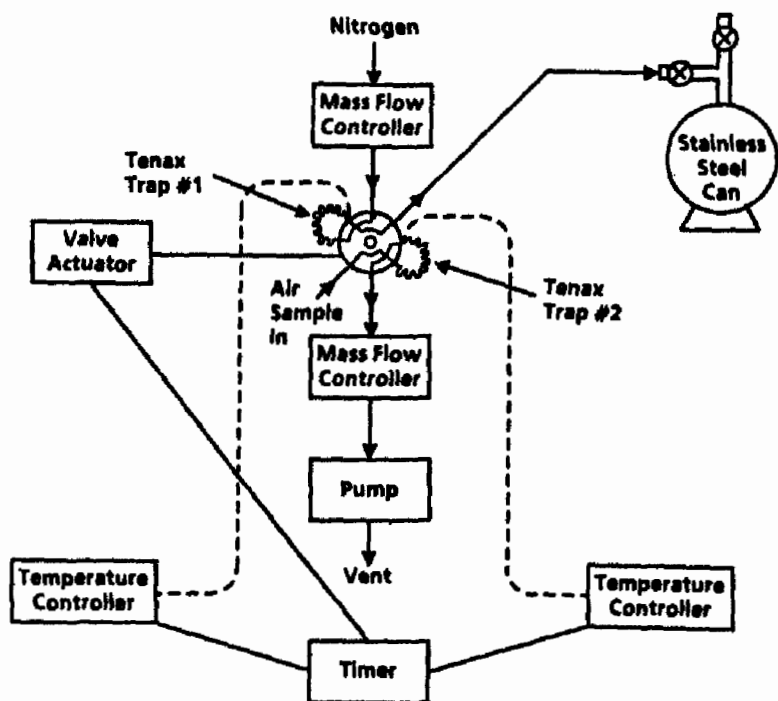 Nitrogen
Mass Flow
Controller
Stainless
Steel
Can
Tenax
Trap #1
Valve
Actuator
Air
Sample
in
Tenax
Trap #2
Mass Flow
Controller
Pump
Vent
Temperature
Controller
Temperature
Controller
Timer